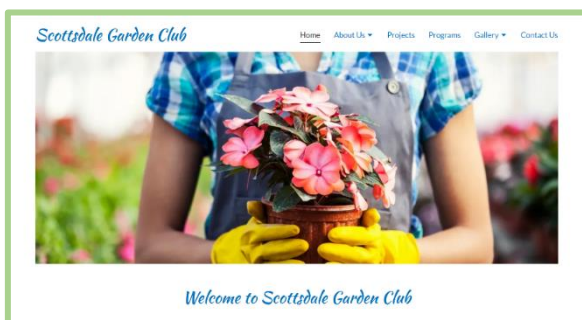 Scottsdale Garden Club
Home About Us Projects Programs Gallery Contact Us
Welcome to Scottsdale Garden Club